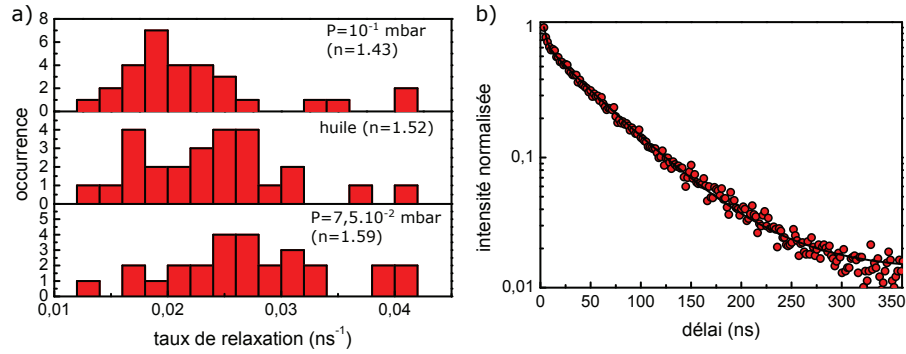 a)
P=10-1 mbar
(n=1.43)
8
6
4
2
0
huile (n=1.52)
4
3
2
1
0
P=7,5.10-2 mbar
(n=1.59)
5
4
3
2
1
0
occurrence
0,01 0,02 0,03 0,04
taux de relaxation (ns-1)
b)
1
0.1
0,01
intensité normalisée
0 50 100 150 200 250 300 350
délai (ns)